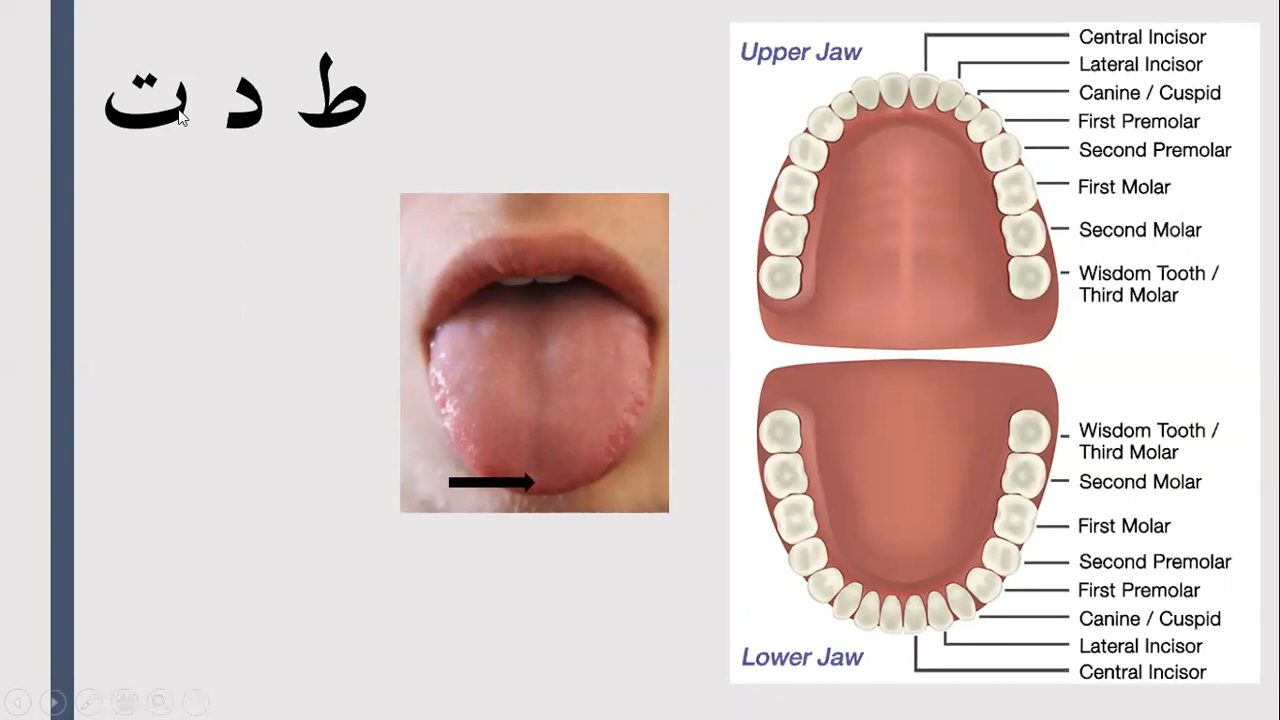 ط د ت
Upper Jaw
Central Incisor
Lateral Incisor
Canine / Cuspid
First Premolar
Second Premolar
First Molar
Second Molar
Wisdom Tooth /
Third Molar
Wisdom Tooth /
Third Molar
Second Molar
First Molar
Second Premolar
First Premolar
Canine / Cuspid
Lateral Incisor
Central Incisor
Lower Jaw